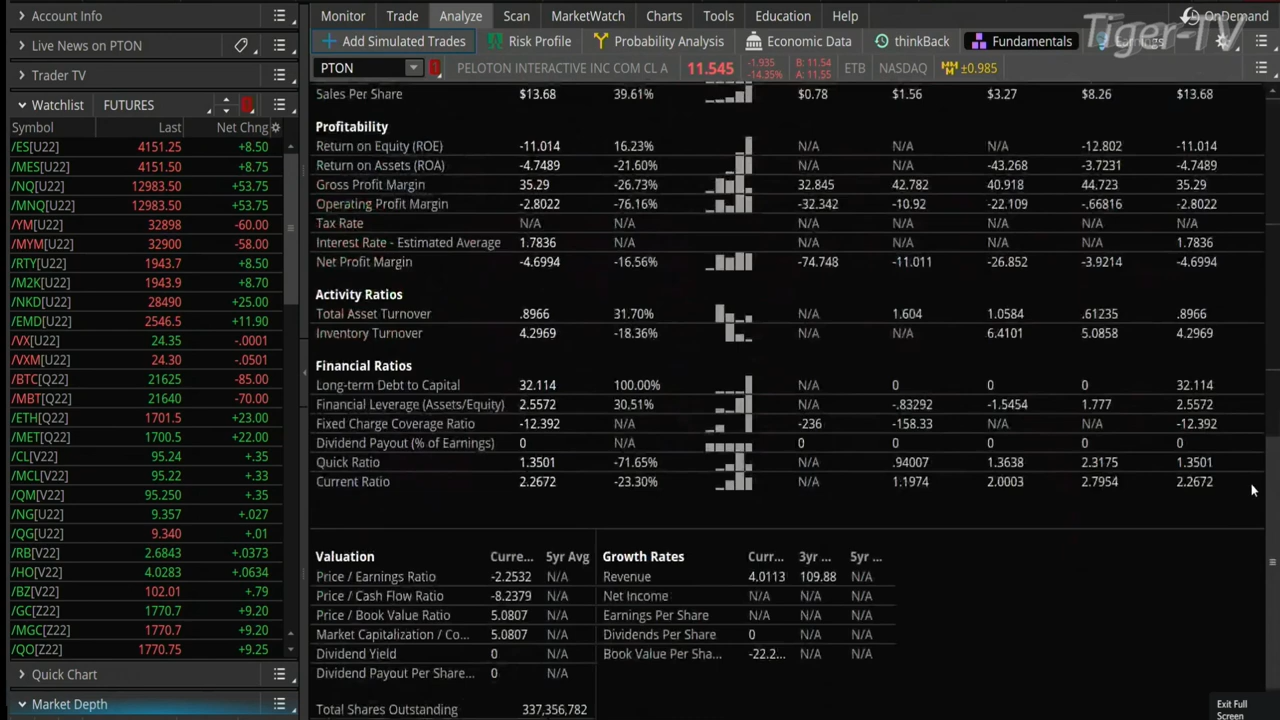 Account Info
Live News on PTON
Trader TV
Watchlist FUTURES
Symbol Last Net Chng
/ES[U22] 4151.25 +8.50
/MES[U22] 4151.50 +8.75
/NQ[U22] 12983.50 +53.75
/MNQ[U22] 12983.50 +53.75
/YM[U22] 32898 -60.00
/MYM[U22] 32900 -58.00
/RTY[U22] 1943.7 +8.50
/M2K[U22] 1943.9 +8.70
/NKD[U22] 28490 +25.00
/EMD[U22] 2546.5 +11.90
/VX[U22] 24.35 -.0001
/VXM[U22] 24.30 -.0501
/BTC[Q22] 21625 -85.00
/MBT[Q22] 21640 -70.00
/ETH[Q22] 1701.5 +23.00
/MET[Q22] 1700.5 +22.00
/CL[V22] 95.24 +.35
/MCL[V22] 95.22 +.33
/QM[V22] 95.250 +.35
/NG[U22] 9.357 +.027
/QG[U22] 9.340 +.01
/RB[V22] 2.6843 +.0373
/HO[V22] 4.0283 +.0634
/BZ[V22] 102.01 +.79
/GC[Z22] 1770.7 +9.20
/MGC[Z22] 1770.7 +9.20
/QO[Z22] 1770.75 +9.25
Quick Chart
Market Depth
Monitor Trade Analyze Scan MarketWatch Charts Tools Education Help OnDemand
Tiger-TV
Add Simulated Trades Risk Profile Probability Analysis Economic Data thinkBack Fundamentals Earnings
PTON 1 PELOTON INTERACTIVE INC COM CL A 11.545 -1.935 -14.35% B: 11.54 A: 11.55 ETB NASDAQ ±0.985
Sales Per Share $13.68 39.61% $0.78 $1.56 $3.27 $8.26 $13.68
Profitability
Return on Equity (ROE) -11.014 16.23% N/A N/A N/A -12.802 -11.014
Return on Assets (ROA) -4.7489 -21.60% N/A N/A -43.268 -3.7231 -4.7489
Gross Profit Margin 35.29 -26.73% 32.845 42.782 40.918 44.723 35.29
Operating Profit Margin -2.8022 -76.16% -32.342 -10.92 -22.109 -.66816 -2.8022
Tax Rate N/A N/A N/A N/A N/A N/A N/A
Interest Rate - Estimated Average 1.7836 N/A N/A N/A N/A N/A 1.7836
Net Profit Margin -4.6994 -16.56% -74.748 -11.011 -26.852 -3.9214 -4.6994
Activity Ratios
Total Asset Turnover .8966 31.70% N/A 1.604 1.0584 .61235 .8966
Inventory Turnover 4.2969 -18.36% N/A N/A 6.4101 5.0858 4.2969
Financial Ratios
Long-term Debt to Capital 32.114 100.00% N/A 0 0 0 32.114
Financial Leverage (Assets/Equity) 2.5572 30,51% N/A -.83292 -1.5454 1.777 2.5572
Fixed Charge Coverage Ratio -12.392 N/A -236 -158.33 N/A N/A -12.392
Dividend Payout (% of Earnings) 0 N/A 0 0 0 0 0
Quick Ratio 1.3501 -71.65% N/A .94007 1.3638 2.3175 1.3501
Current Ratio 2.2672 -23.30% N/A 1.1974 2.0003 2.7954 2.2672
Valuation Curre... 5yr Avg
Price / Earnings Ratio -2.2532 N/A
Price / Cash Flow Ratio -8.2379 N/A
Price / Book Value Ratio 5.0807 N/A
Market Capitalization / Co... 5.0807 N/A
Dividend Yield 0 N/A
Dividend Payout Per Share... 0 N/A
Total Shares Outstanding 337,356,782
Growth Rates Curr... 3yr ... 5yr ...
Revenue 4.0113 109.88 N/A
Net Income N/A N/A N/A
Earnings Per Share N/A N/A N/A
Dividends Per Share 0 N/A N/A
Book Value Per Sha... -22.2... N/A N/A
Exit Full
Screen